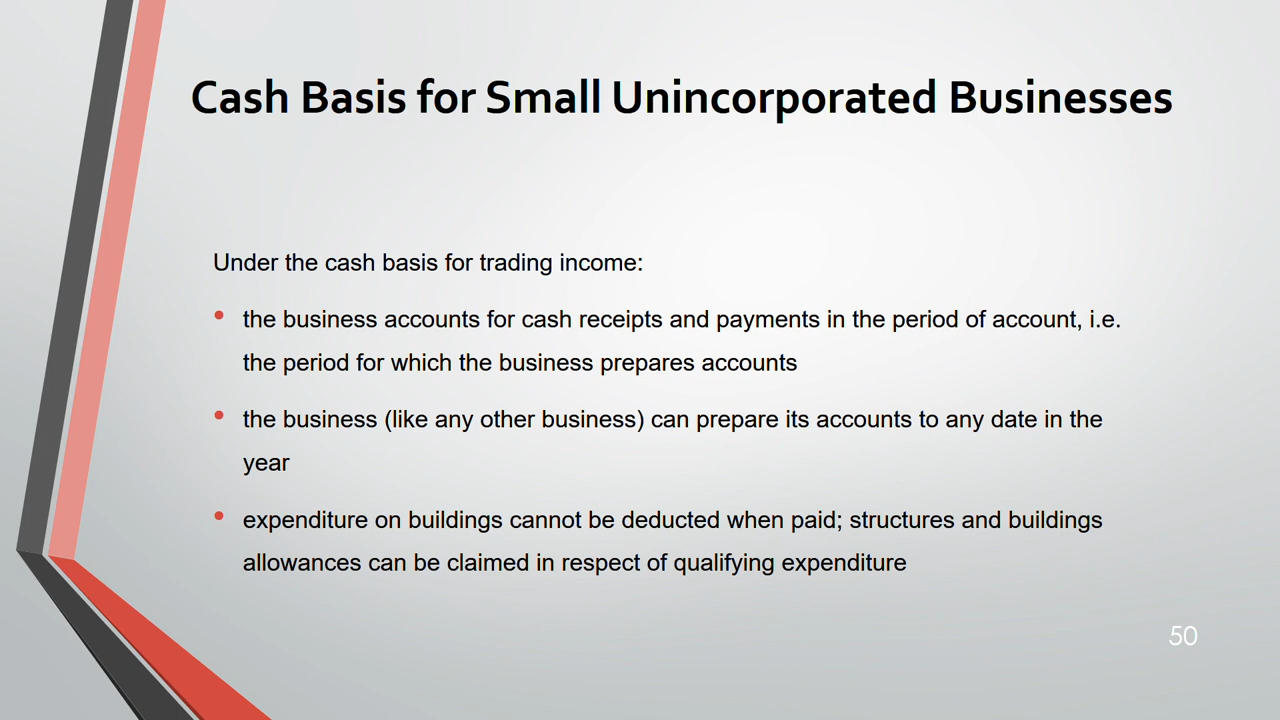 Cash Basis for Small Unincorporated Businesses
Under the cash basis for trading income:
• the business accounts for cash receipts and payments in the period of account, i.e.
the period for which the business prepares accounts
• the business (like any other business) can prepare its accounts to any date in the
year
• expenditure on buildings cannot be deducted when paid; structures and buildings
allowances can be claimed in respect of qualifying expenditure
50